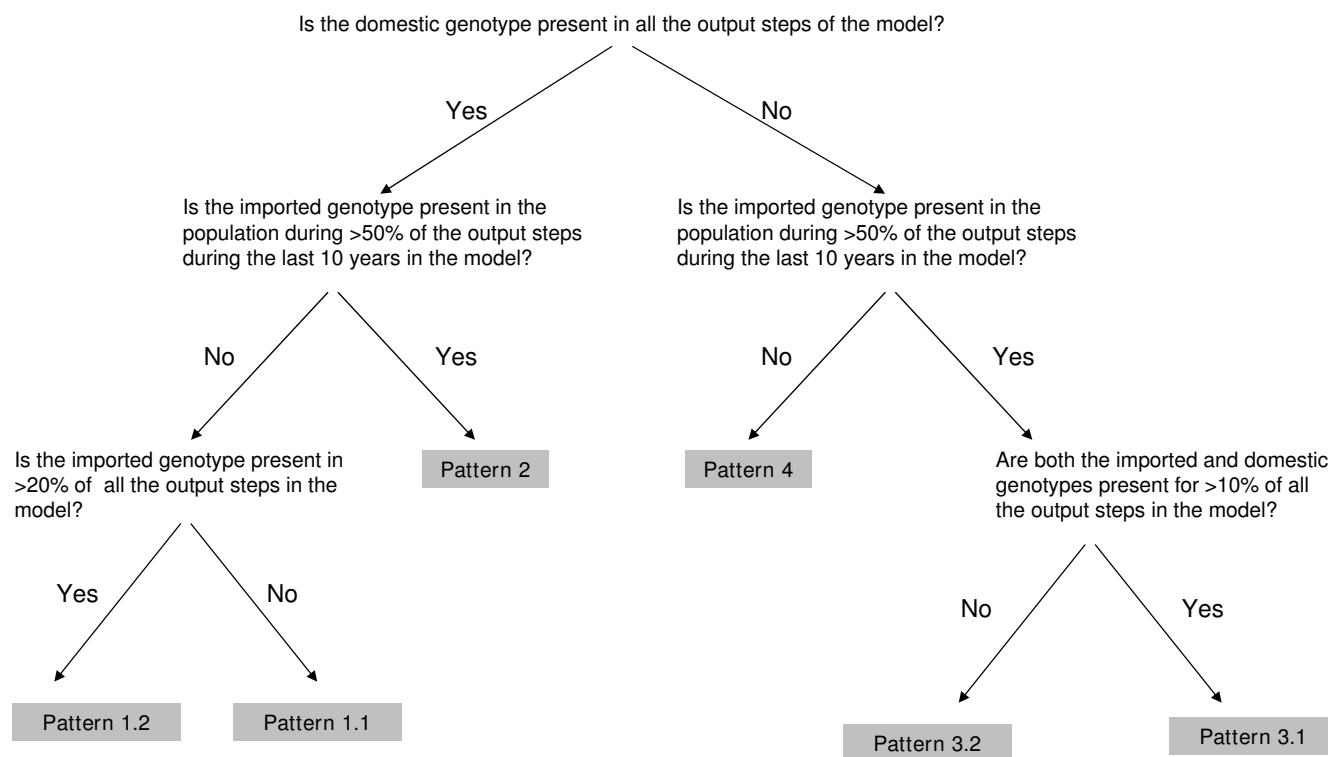 Is the domestic genotype present in all the output steps of the model?
Yes
No
Is the imported genotype present in the
population during >50% of the output steps
during the last 10 years in the model?
Is the imported genotype present in the
population during >50% of the output steps
during the last 10 years in the model?
No
Yes
No
Yes
Is the imported genotype present in
>20% of all the output steps in the
model?
Pattern 2
Pattern 4
Are both the imported and domestic
genotypes present for >10% of all
the output steps in the model?
Yes
No
No
Yes
Pattern 1.2
Pattern 1.1
Pattern 3.2
Pattern 3.1